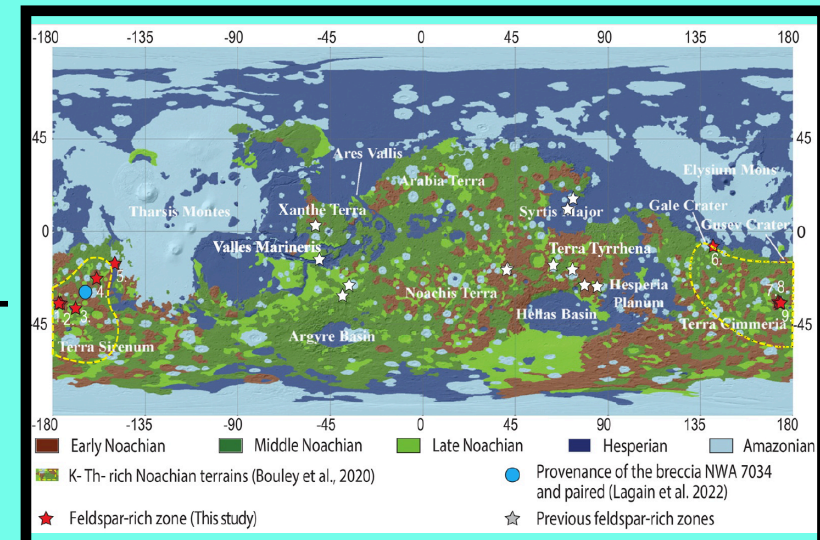 -180 -135 -90 -45 0 45 90 135 180
45 45
Ares Vallis
Arabia Terra
Elysium Mons
Tharsis Montes
Xanthe Terra
Syrtis Major
Gale Crater
Gusev Crater
0 0
Valles Marineris
Terra Tyrrhena
5
6
4
Noachis Terra
Hesperia
Planum
7 8
2 3
Hellas Basin
9
45 45
Terra Cimmeria
Argyre Basin
Terra Sirenum
-180 -135 -90 -45 0 45 90 135 180
Early Noachian Middle Noachian Late Noachian Hesperian Amazonian
K- Th- rich Noachian terrains (Bouley et al., 2020)
Provenance of the breccia NWA 7034
and paired (Lagain et al. 2022)
Feldspar-rich zone (This study)
Previous feldspar-rich zones